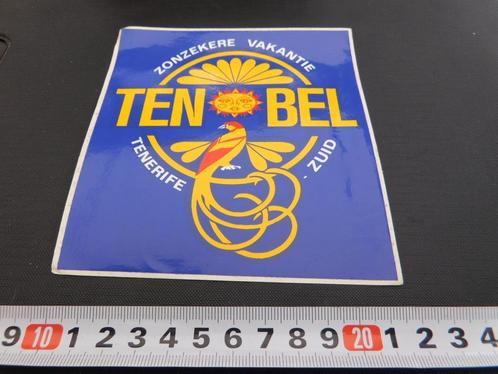 ZONZEKERE VAKANTIE
TEN BEL
TENERIFE - ZUID
9 10 1 2 3 4 5 6 7 8 9 20 1 2 3 4